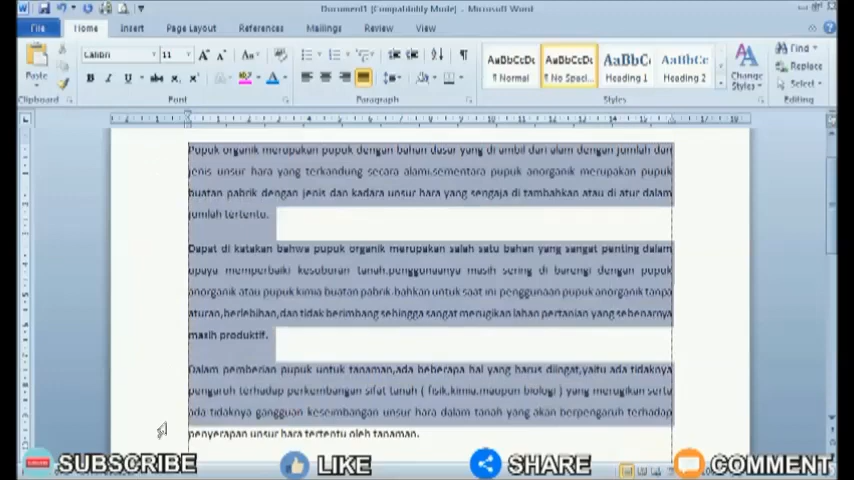 Document1 (Compatibility Mode) - Microsoft Word
File Home Insert Page Layout References Mailings Review View
Calibri 11
Paste
Clipboard Font Paragraph Styles Editing
AaBbCcDc AaBbCcDc AaBbC AaBbCc
¶ Normal ¶ No Spaci... Heading 1 Heading 2
Change Styles
Find
Replace
Select
Pupuk organik merupakan pupuk dengan bahan dasar yang di ambil dari alam dengan jumlah dan
jenis unsur hara yang terkandung secara alami.sementara pupuk anorganik merupakan pupuk
buatan pabrik dengan jenis dan kadara unsur hara yang sengaja di tambahkan atau di atur dalam
jumlah tertentu.
Dapat di katakan bahwa pupuk organik merupakan salah satu bahan yang sangat penting dalam
upaya memperbaiki kesuburan tanah.penggunaanya masih sering di barengi dengan pupuk
anorganik atau pupuk kimia buatan pabrik.bahkan untuk saat ini penggunaan pupuk anorganik tanpa
aturan,berlebihan,dan tidak berimbang sehingga sangat merugikan lahan pertanian yang sebenarnya
masih produktif.
Dalam pemberian pupuk untuk tanaman,ada beberapa hal yang harus diingat,yaitu ada tidaknya
pengaruh terhadap perkembangan sifat tanah ( fisik,kimia,maupun biologi ) yang merugikan serta
ada tidaknya gangguan keseimbangan unsur hara dalam tanah yang akan berpengaruh terhadap
penyerapan unsur hara tertentu oleh tanaman.
SUBSCRIBE LIKE SHARE COMMENT